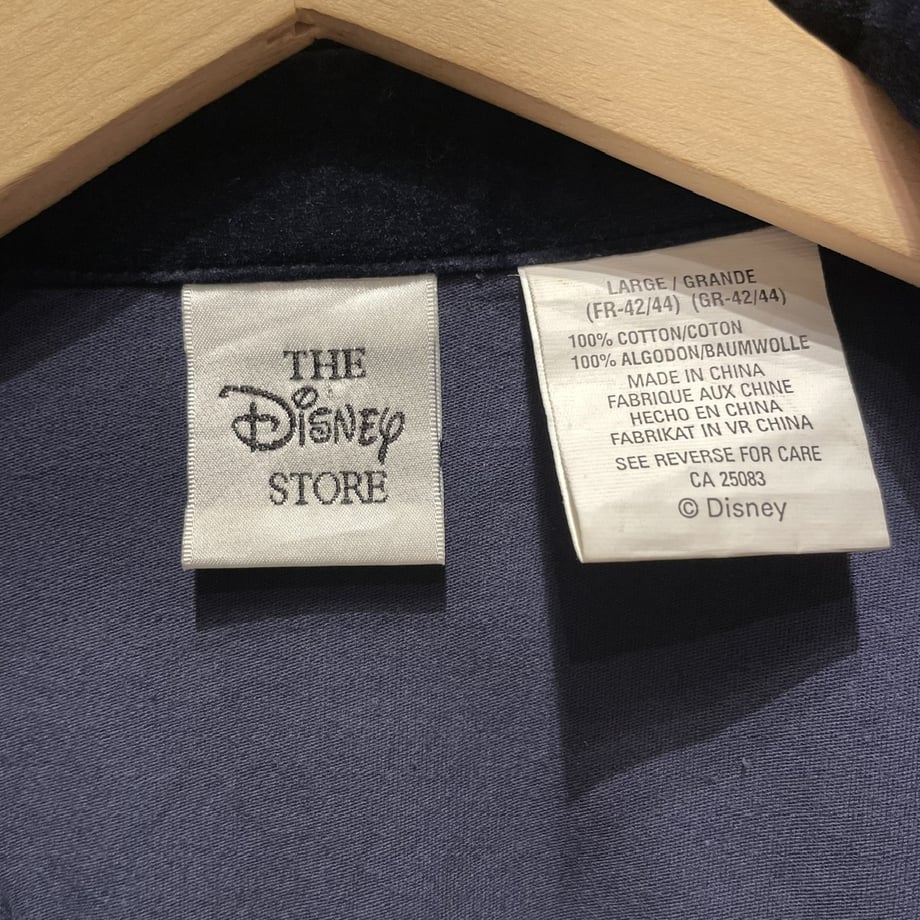 THE
Disney
STORE
LARGE / GRANDE
(FR-42/44) (GR-42/44)
100% COTTON/COTON
100% ALGODON/BAUMWOLLE
MADE IN CHINA
FABRIQUE AUX CHINE
HECHO EN CHINA
FABRIKAT IN VR CHINA
SEE REVERSE FOR CARE
CA 25083
© Disney